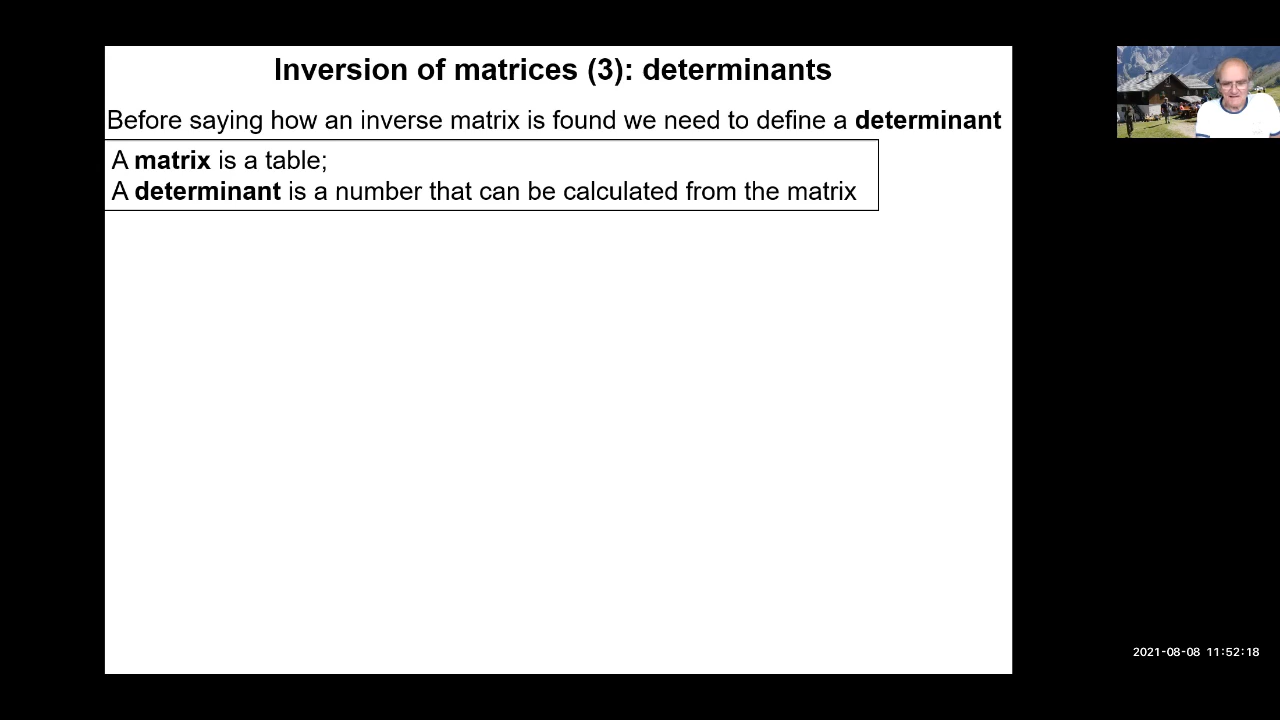 Inversion of matrices (3): determinants
Before saying how an inverse matrix is found we need to define a determinant
A matrix is a table;
A determinant is a number that can be calculated from the matrix
2021-08-08 11:52:18